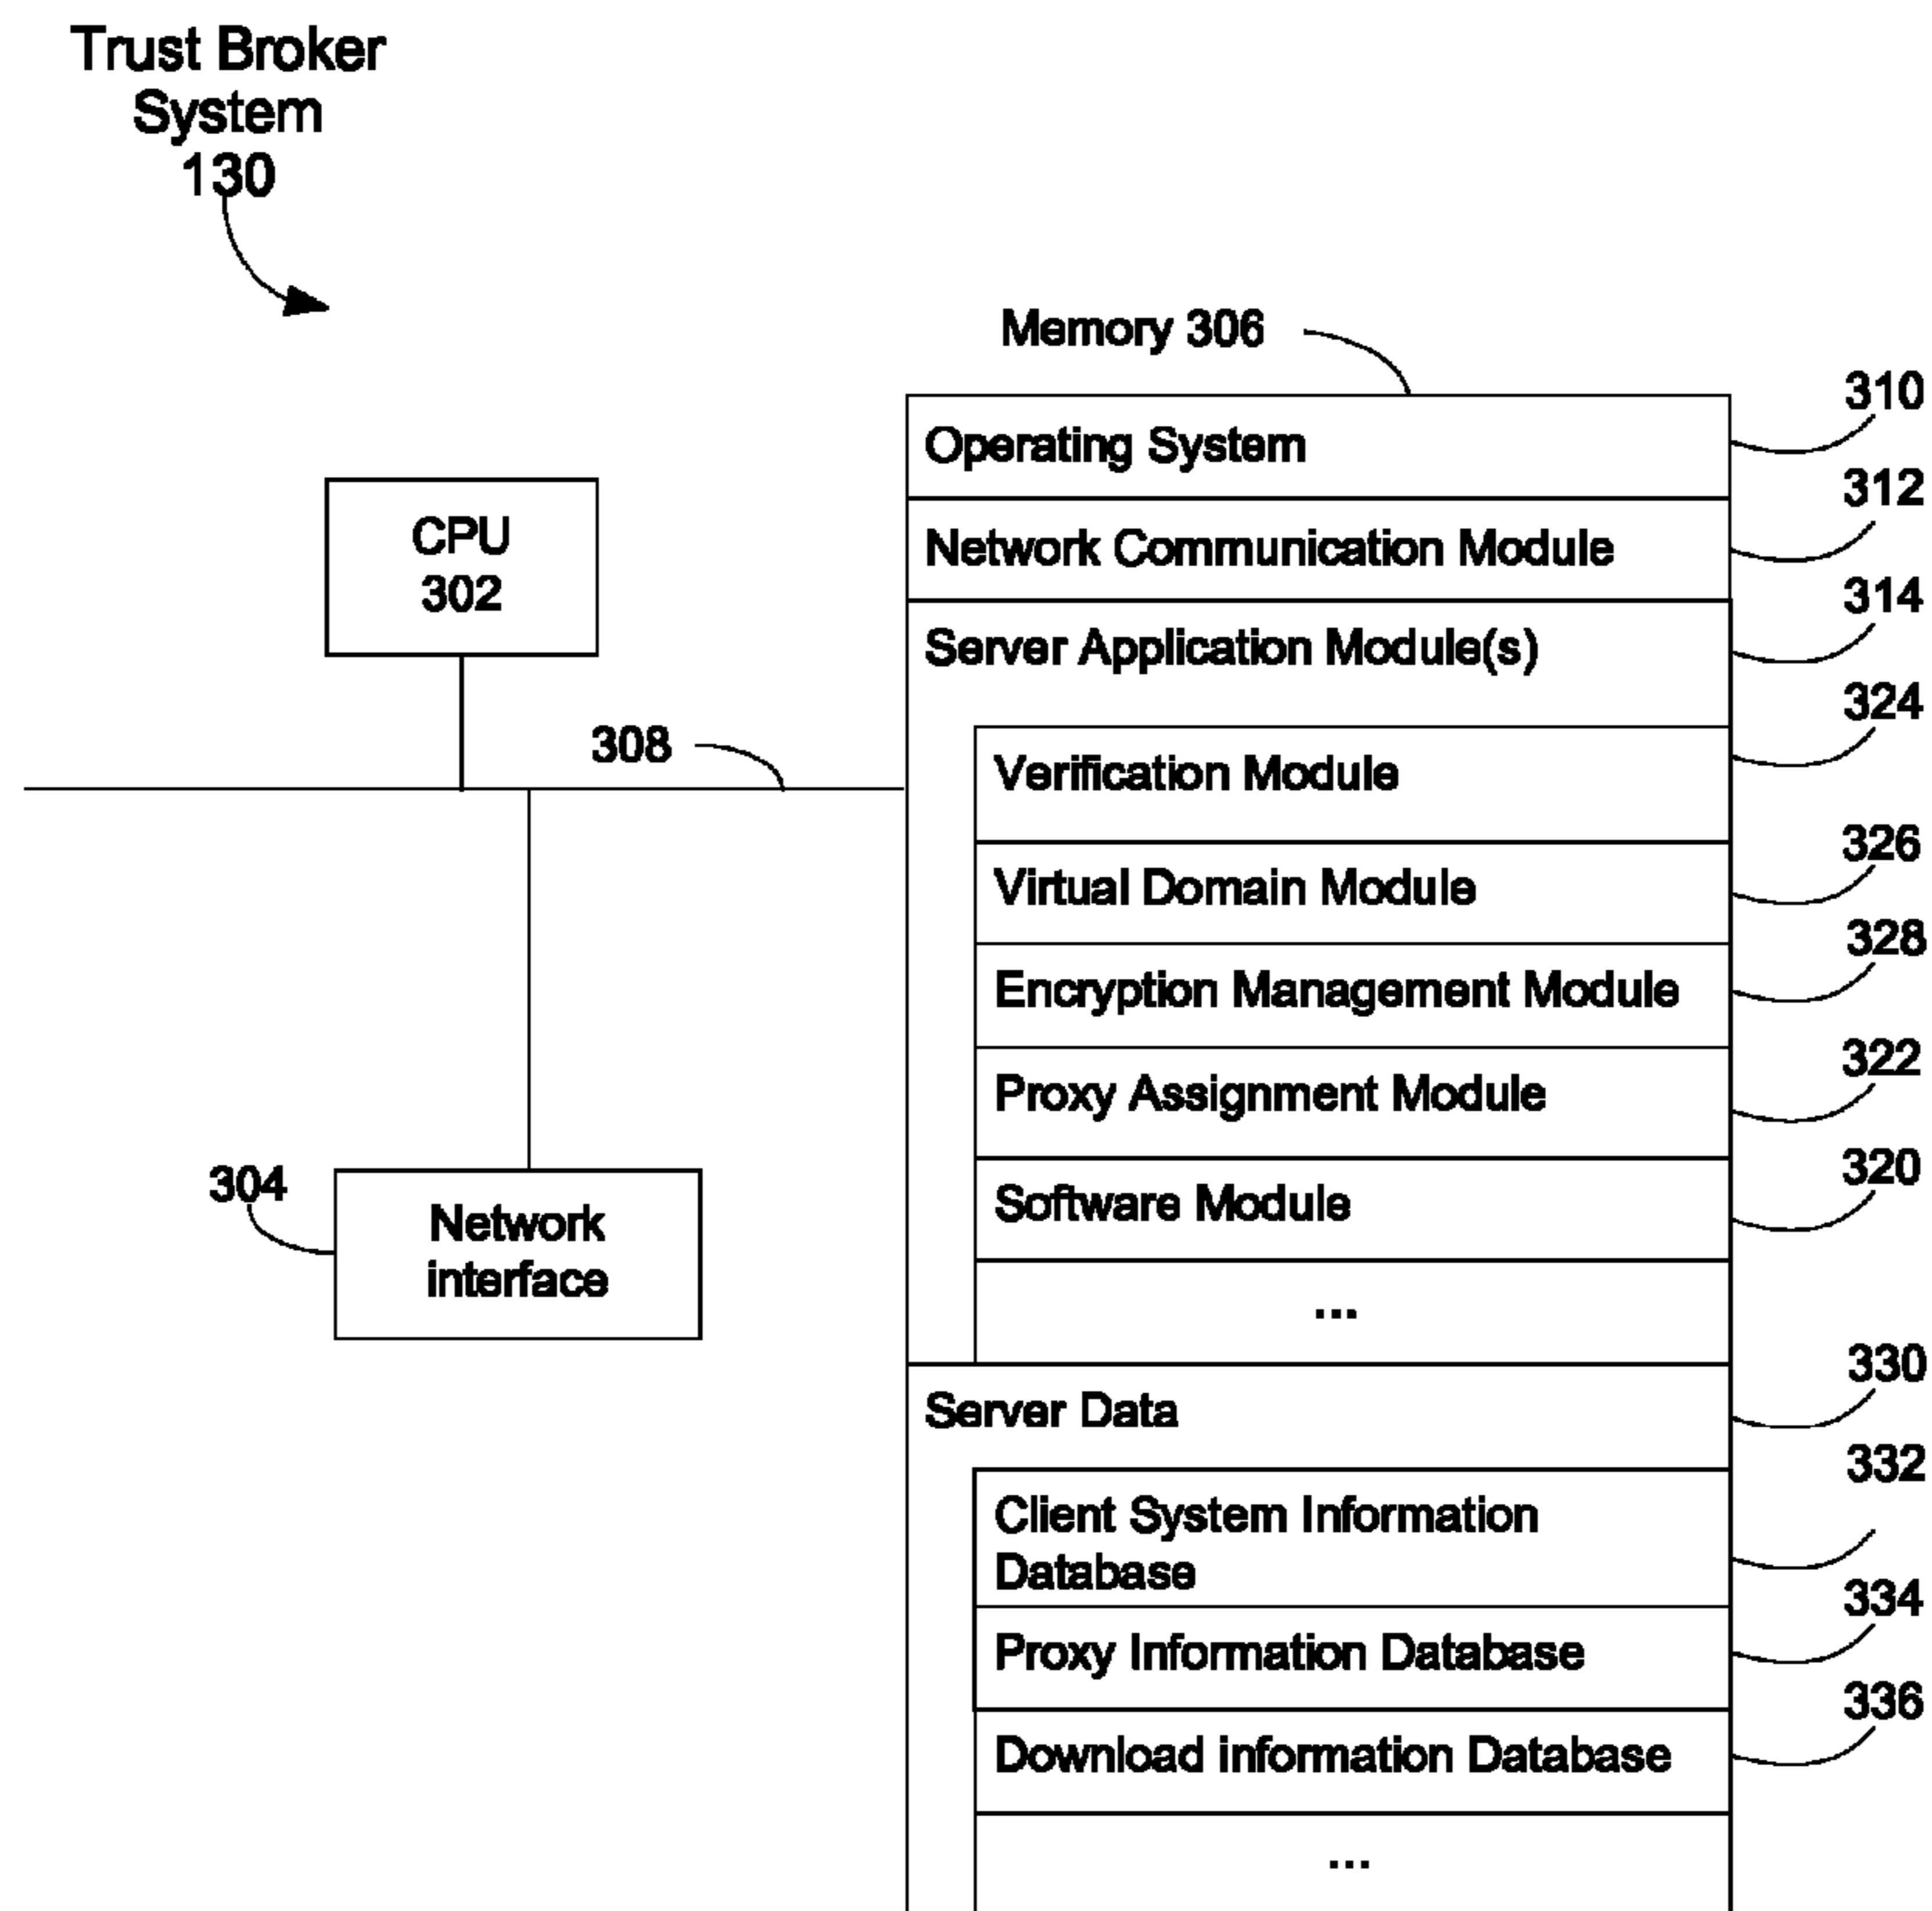 Trust Broker
System
130
Memory 306
310
Operating System
312
Network Communication Module
CPU
302
314
Server Application Module(s)
324
308
Verification Module
326
Virtual Domain Module
328
Encryption Management Module
322
Proxy Assignment Module
320
304
Software Module
Network
interface
...
330
Server Data
332
Client System Information
Database
334
Proxy Information Database
336
Download information Database
...